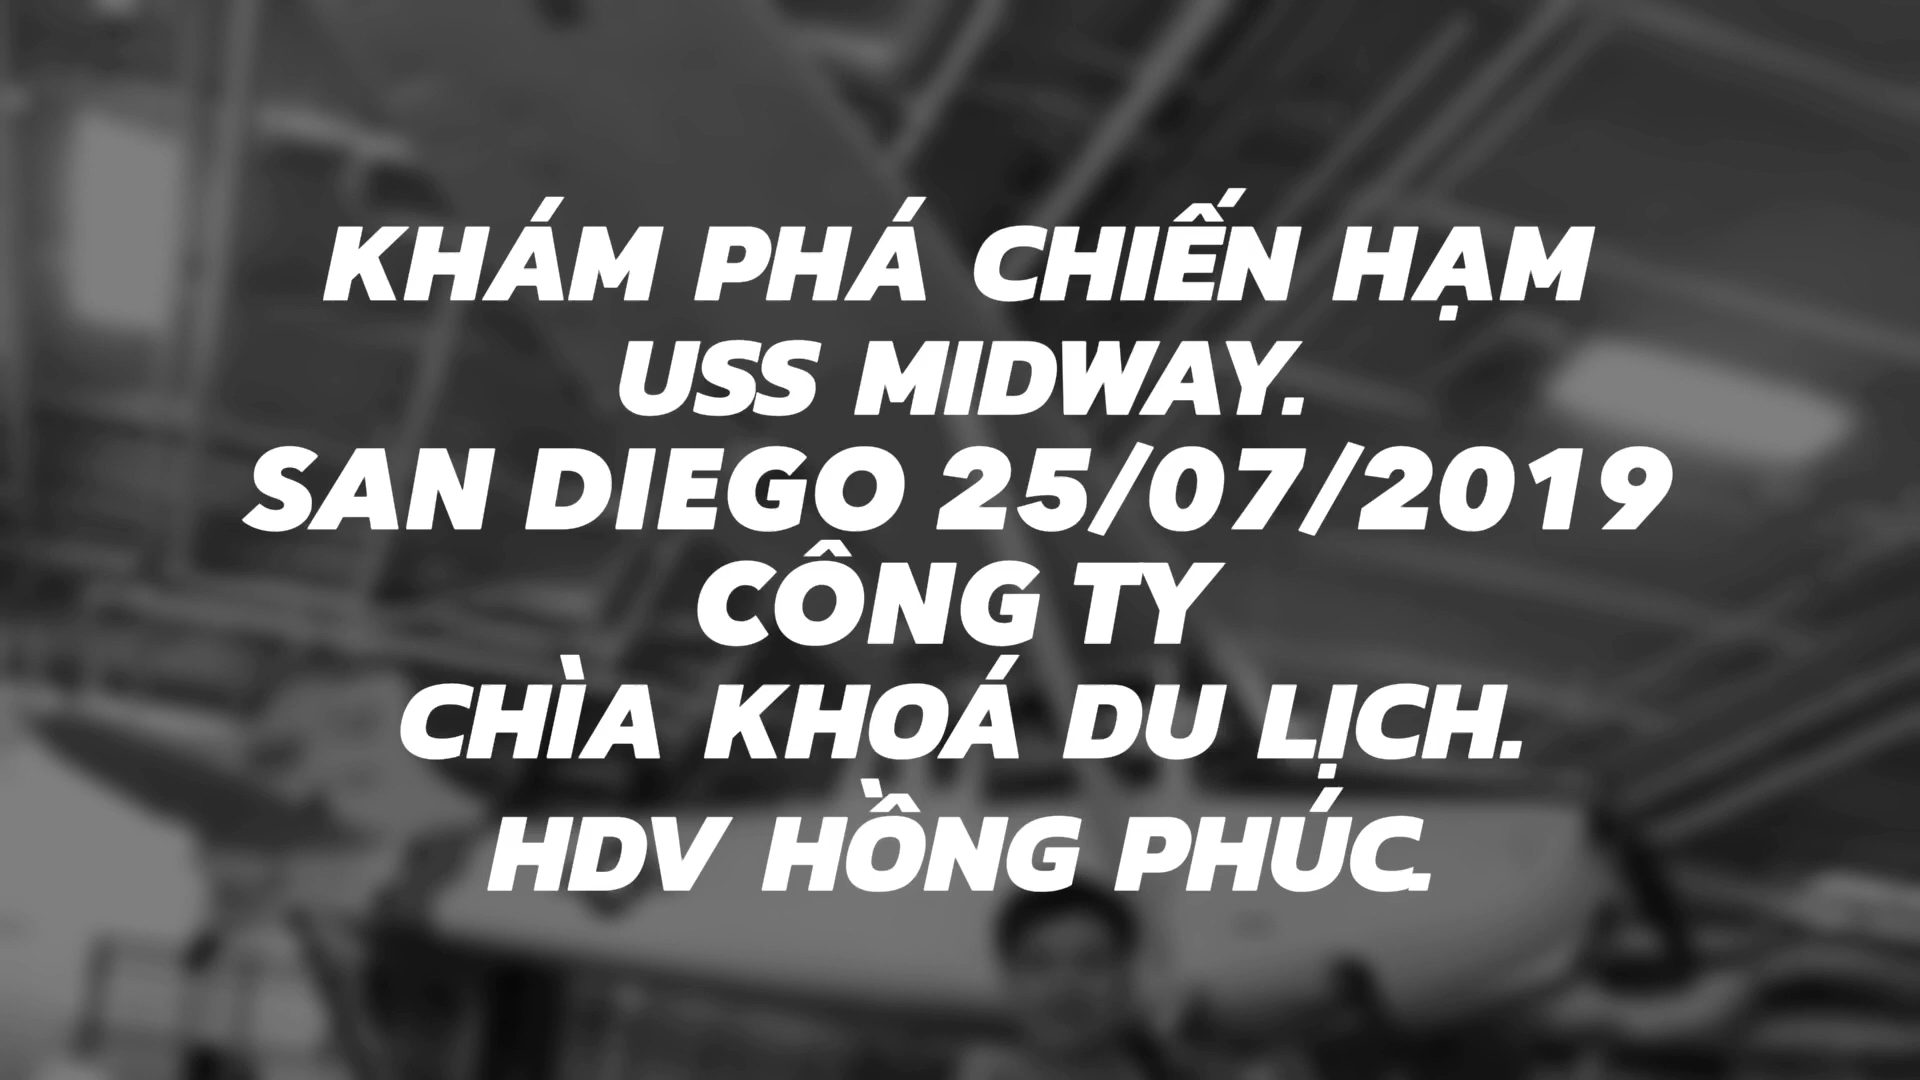 KHÁM PHÁ CHIẾN HẠM
USS MIDWAY.
SAN DIEGO 25/07/2019
CÔNG TY
CHÌA KHOÁ DU LỊCH.
HDV HỒNG PHÚC.